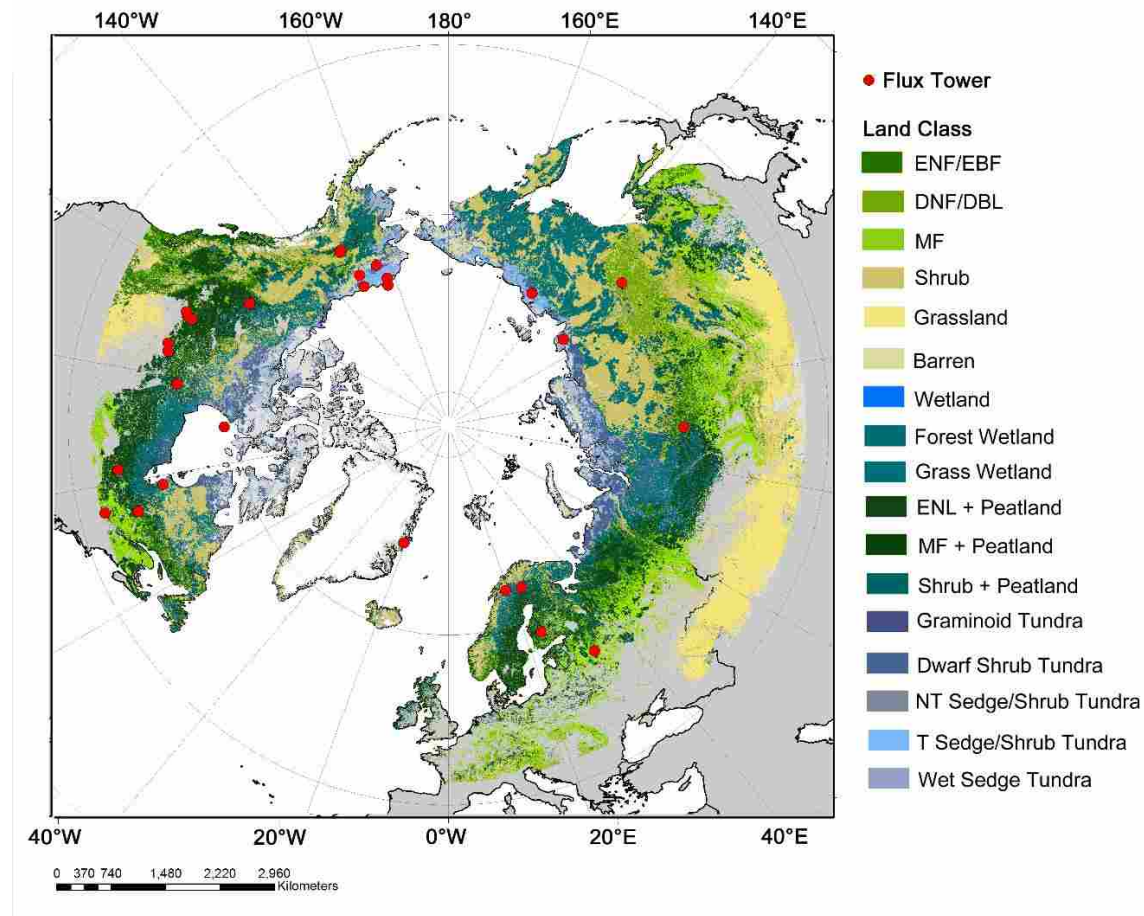 140°W 160°W 180° 160°E 140°E
Flux Tower
Land Class
ENF/EBF
DNF/DBL
MF
Shrub
Grassland
Barren
Wetland
Forest Wetland
Grass Wetland
ENL + Peatland
MF + Peatland
Shrub + Peatland
Graminoid Tundra
Dwarf Shrub Tundra
NT Sedge/Shrub Tundra
T Sedge/Shrub Tundra
Wet Sedge Tundra
40°W 20°W 0°W 20°E 40°E
0 370 740 1,480 2,220 2,960
Kilometers